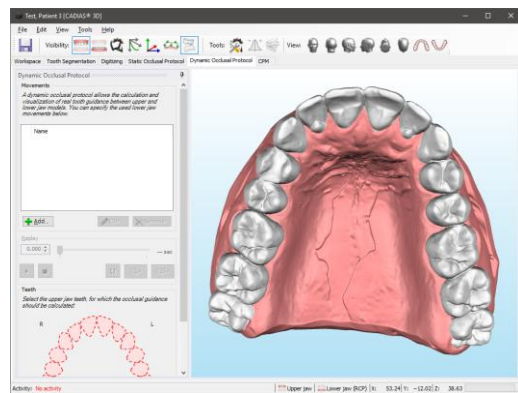 Test, Patient 3 [CADIAS® 3D]
File Edit View Tools Help
Visibility: Tools: View
Workspace Tooth Segmentation Digitizing Static Occlusal Protocol Dynamic Occlusal Protocol CPM
Dynamic Occlusal Protocol
Movements
A dynamic occlusal protocol allows the calculation and
visualization of real tooth guidance between upper and
lower jaw models. You can specify the used lower jaw
movements below.
Name
Add...
0.000
--- sec
Teeth
Select the upper jaw teeth, for which the occlusal guidance
should be calculated:
R L
Activity: No activity Upper jaw Lower jaw (RCP) X: 53.24 Y: -12.02 Z: 38.63